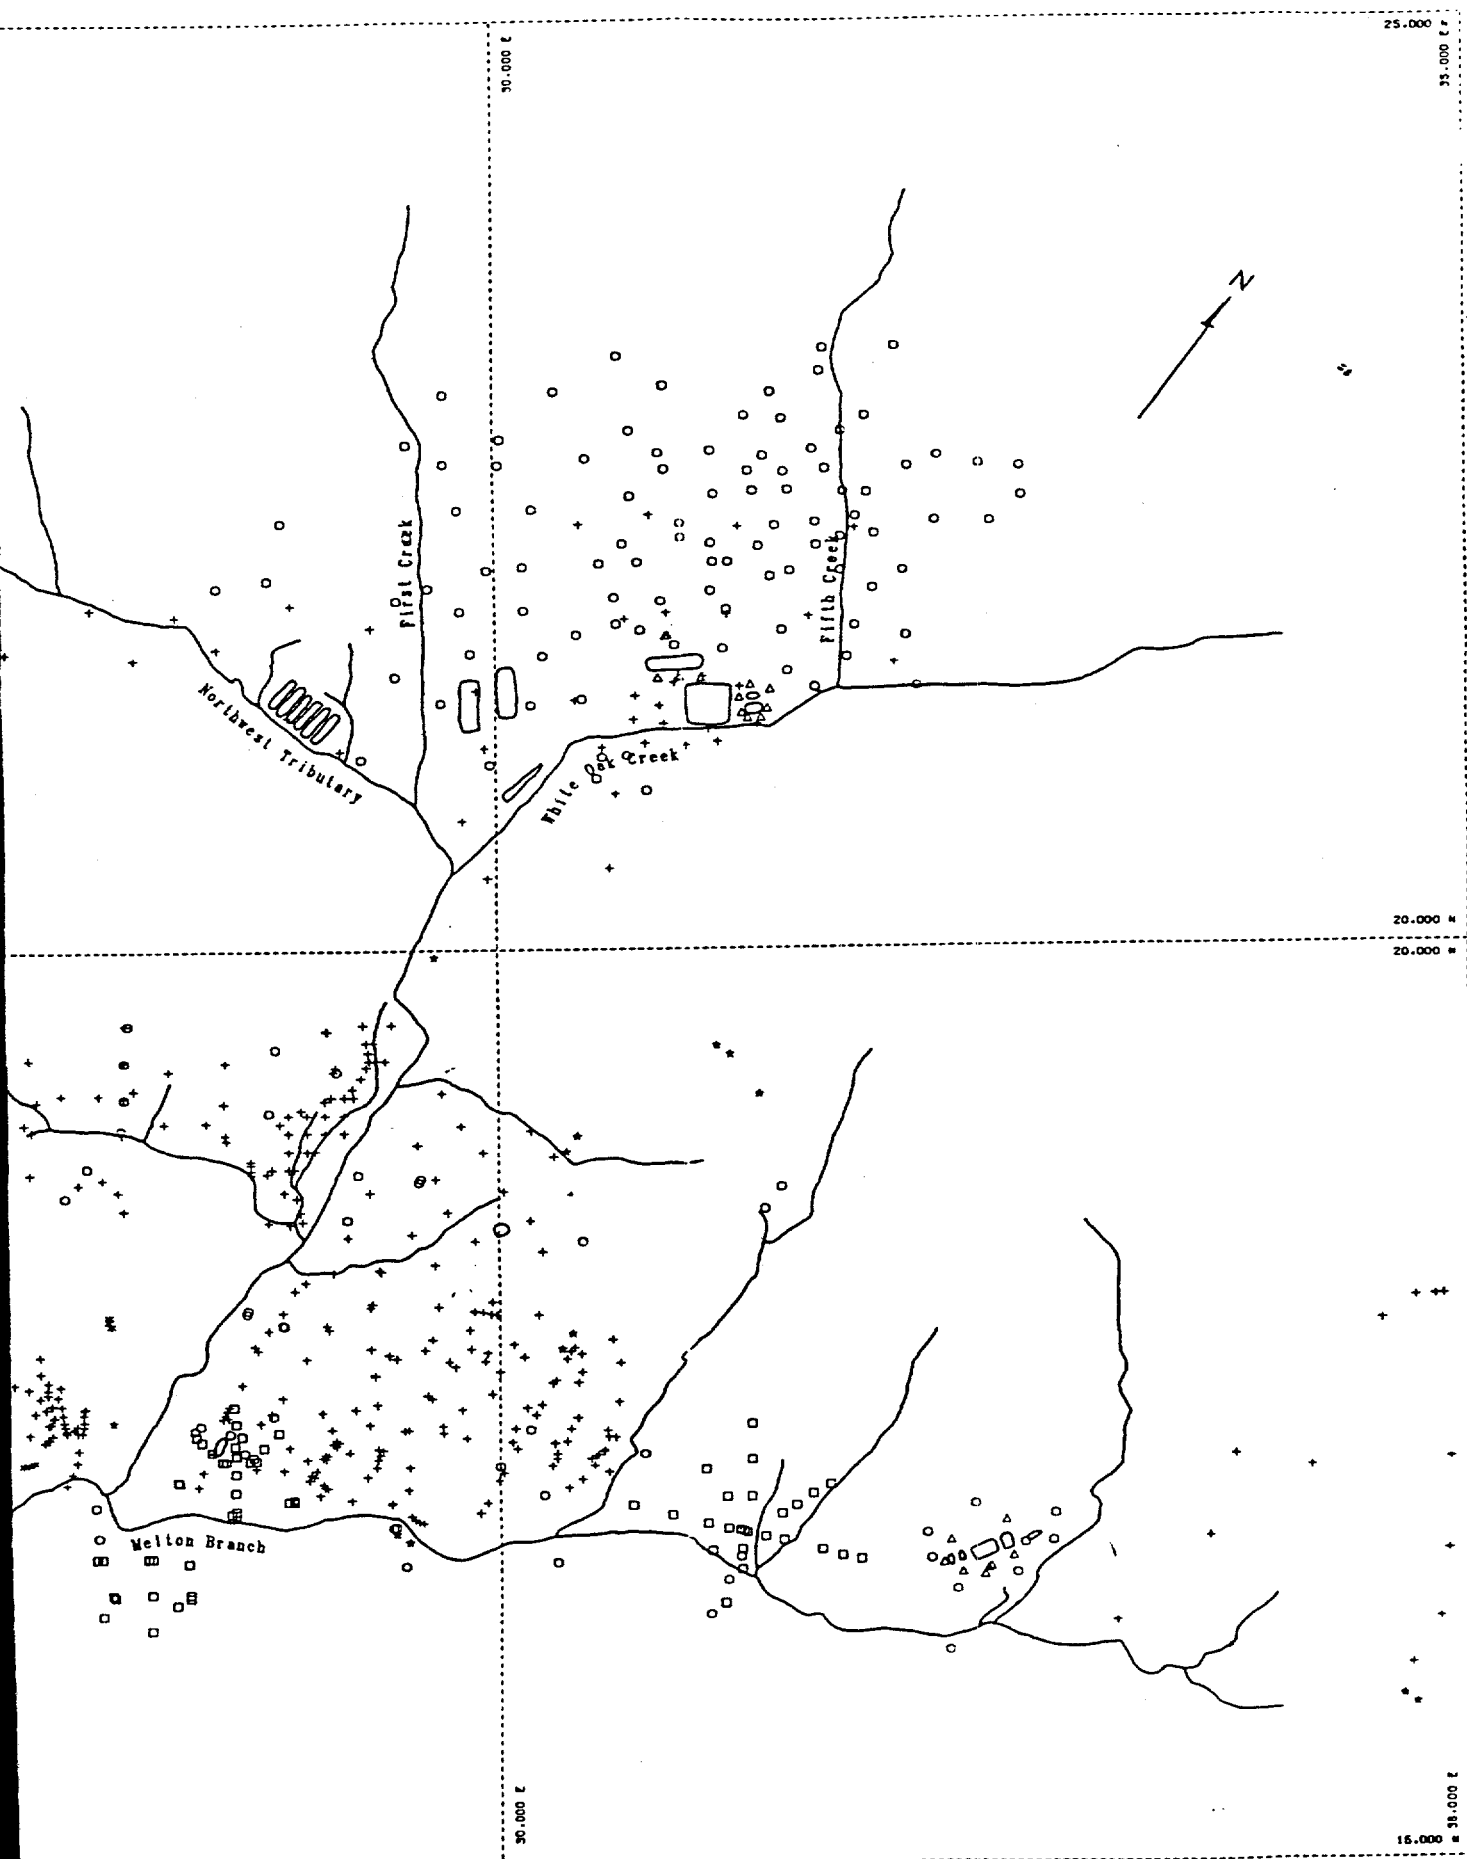 25.000 N
30.000 E
35.000 E
N
First Creek
Fifth Creek
Northwest Tributary
White Oak Creek
20.000 N
20.000 N
Melton Branch
30.000 E
35.000 E
15.000 N